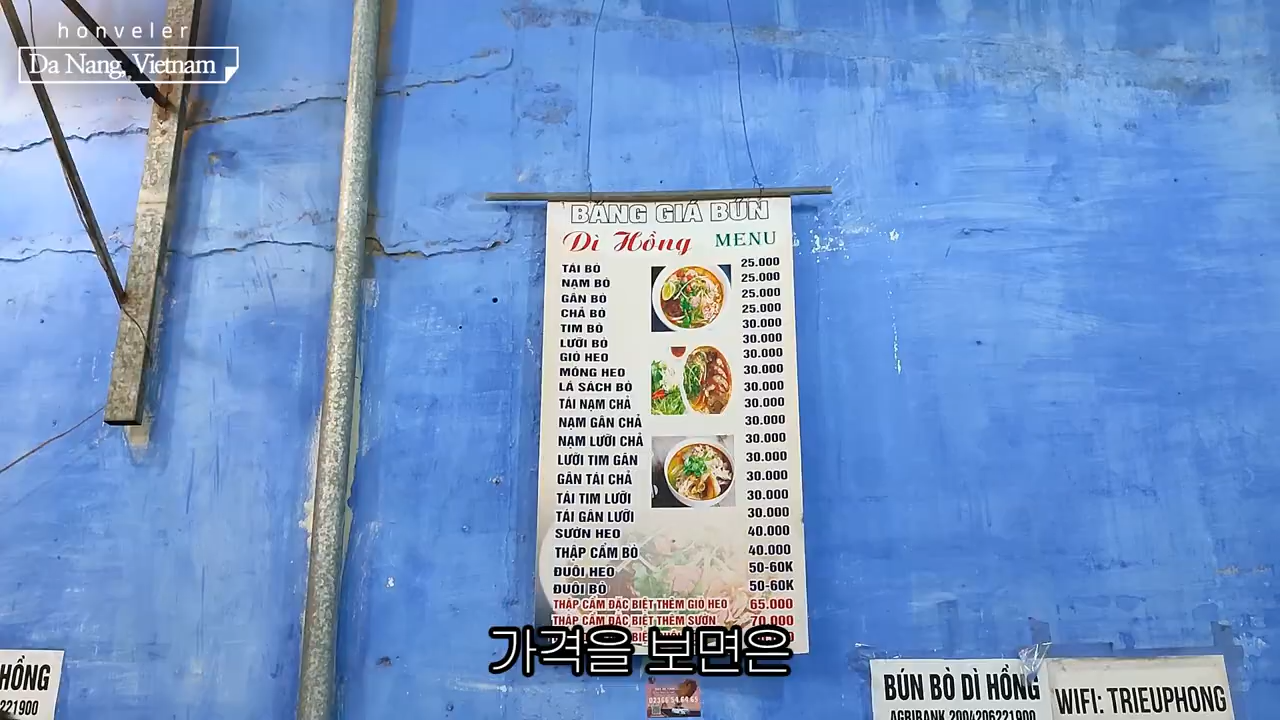 honveler
Da Nang, Vietnam
BẢNG GIÁ BÚN
Dì Hồng MENU
TÁI BÒ 25.000
NẠM BÒ 25.000
GÂN BÒ 25.000
CHẢ BÒ 25.000
TIM BÒ 30.000
LƯỠI BÒ 30.000
GIÒ HEO 30.000
MÓNG HEO 30.000
LÁ SÁCH BÒ 30.000
TÁI NẠM CHẢ 30.000
NẠM GÂN CHẢ 30.000
NẠM LƯỠI CHẢ 30.000
LƯỠI TIM GÂN 30.000
GÂN TÁI CHẢ 30.000
TÁI TIM LƯỠI 30.000
TÁI GÂN LƯỠI 30.000
SƯỜN HEO 40.000
THẬP CẨM BÒ 40.000
ĐUÔI HEO 50-60K
ĐUÔI BÒ 50-60K
THẬP CẨM ĐẶC BIỆT THÊM GIÒ HEO 65.000
THẬP CẨM ĐẶC BIỆT THÊM SƯỜN 70.000
가격을 보면은
HỒNG
221900
BÚN BÒ DÌ HỒNG
AGRIBANK 2004206221900
WIFI: TRIEUPHONG